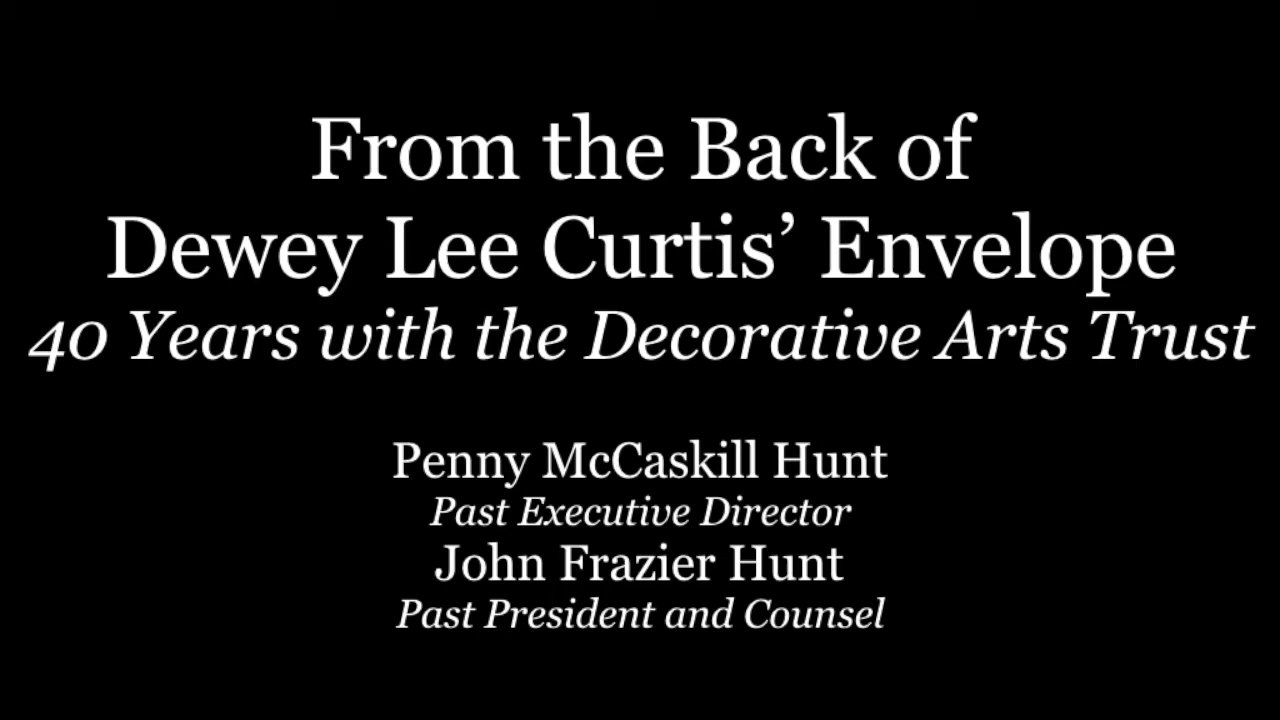 From the Back of
Dewey Lee Curtis’ Envelope
40 Years with the Decorative Arts Trust
Penny McCaskill Hunt
Past Executive Director
John Frazier Hunt
Past President and Counsel